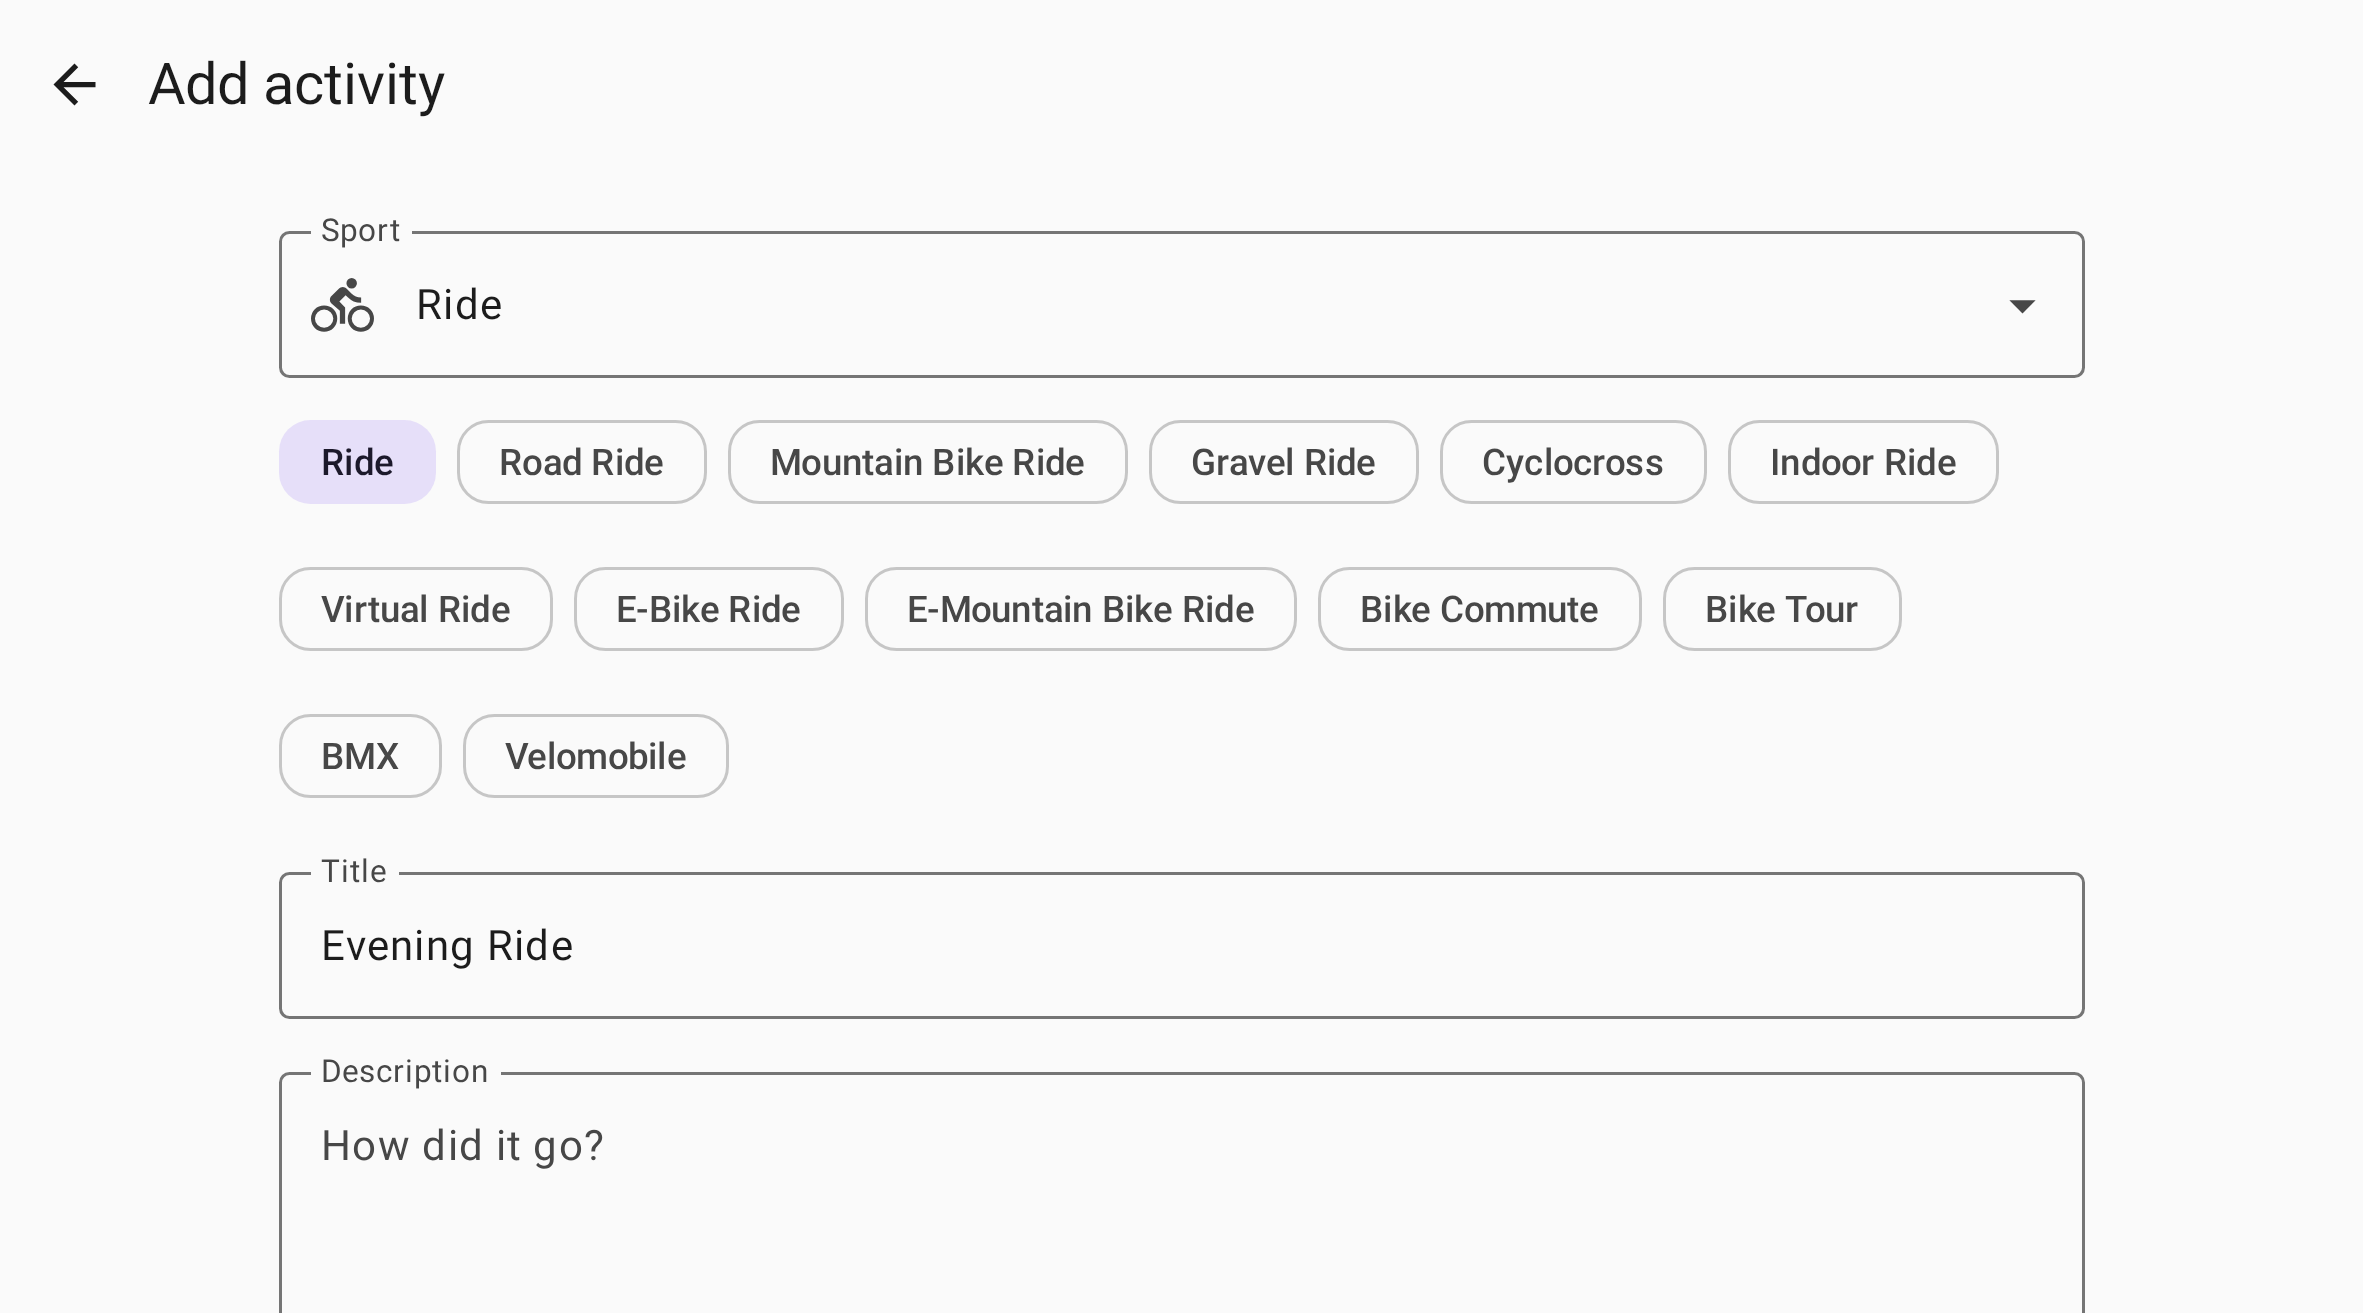 Add activity
Sport
Ride
Ride Road Ride Mountain Bike Ride Gravel Ride Cyclocross Indoor Ride
Virtual Ride E-Bike Ride E-Mountain Bike Ride Bike Commute Bike Tour
BMX Velomobile
Title
Evening Ride
Description
How did it go?